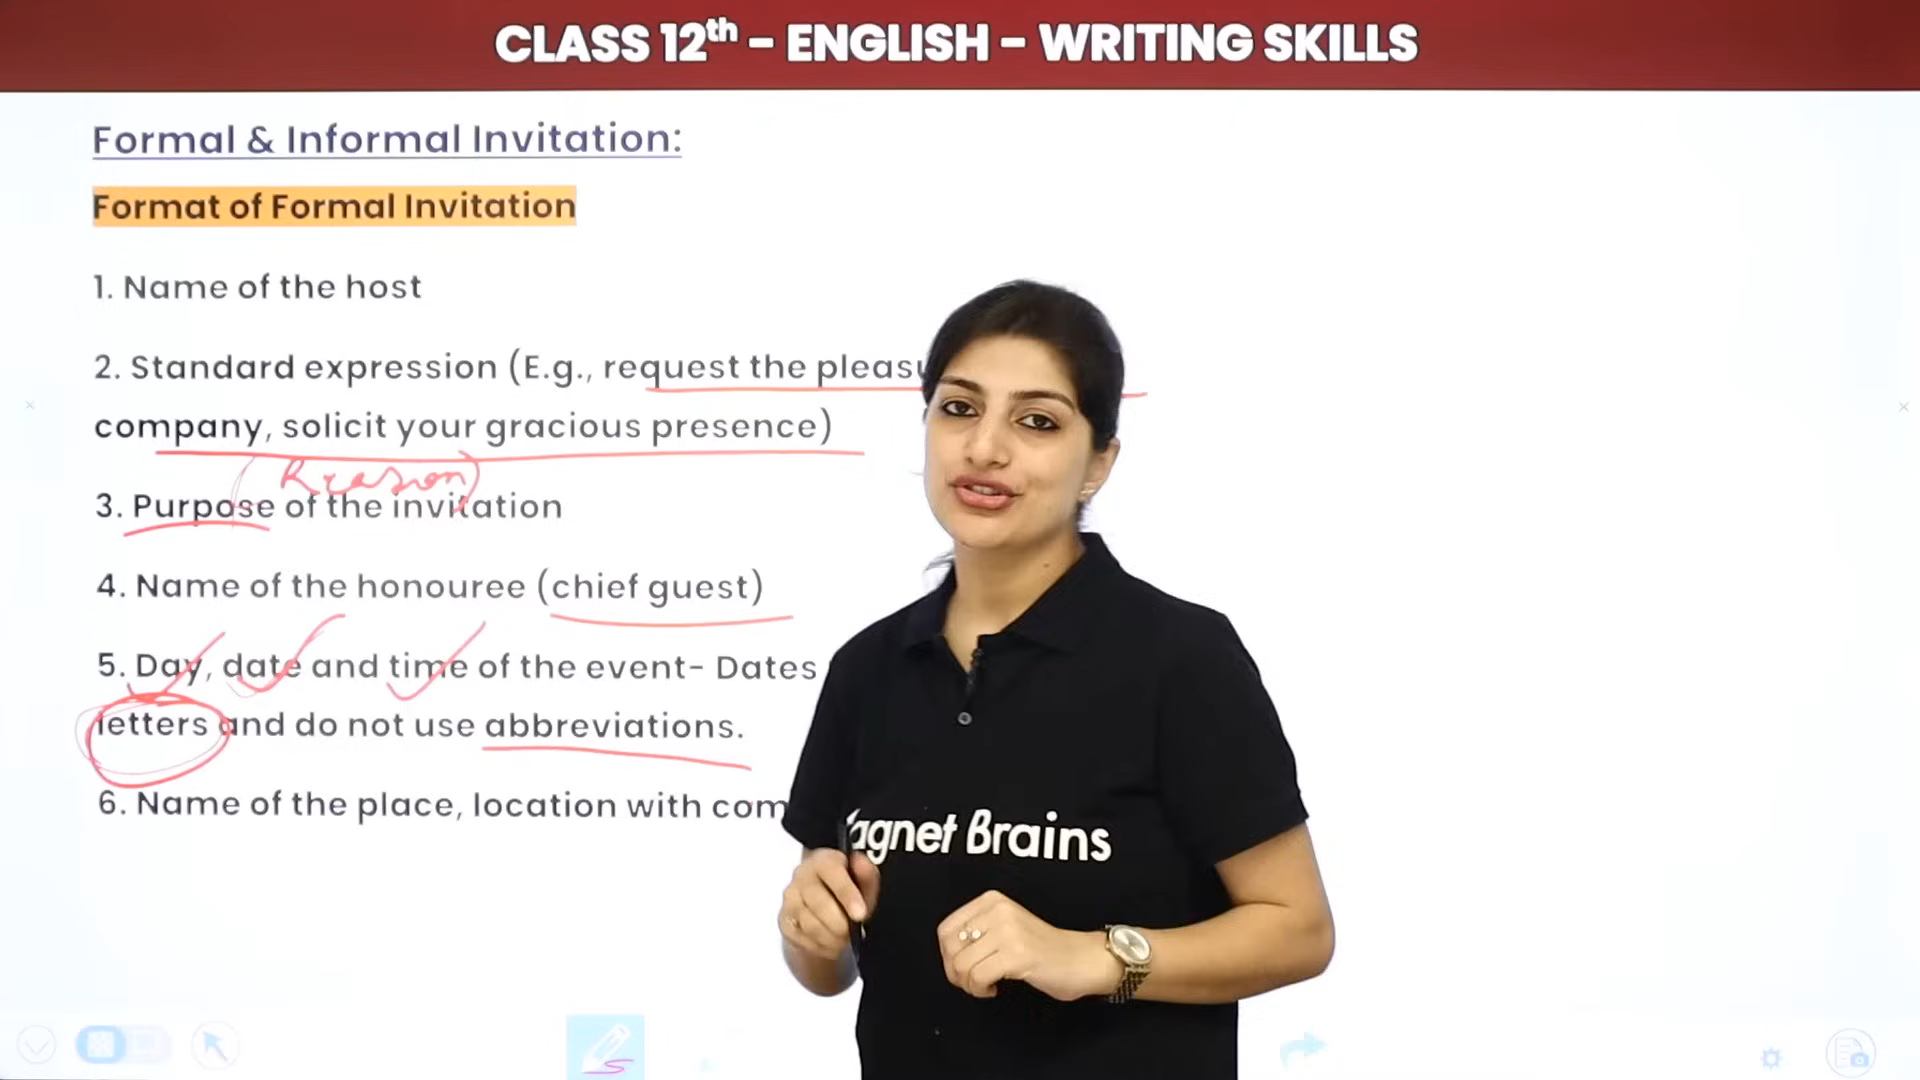 CLASS 12th – ENGLISH – WRITING SKILLS
Formal & Informal Invitation:
Format of Formal Invitation
1. Name of the host
2. Standard expression (E.g., request the
company, solicit your gracious presence)
(Reason)
3. Purpose of the invitation
4. Name of the honouree (chief guest)
5. Day, date and time of the event- Dates
letters and do not use abbreviations.
6. Name of the place, location with
Brains